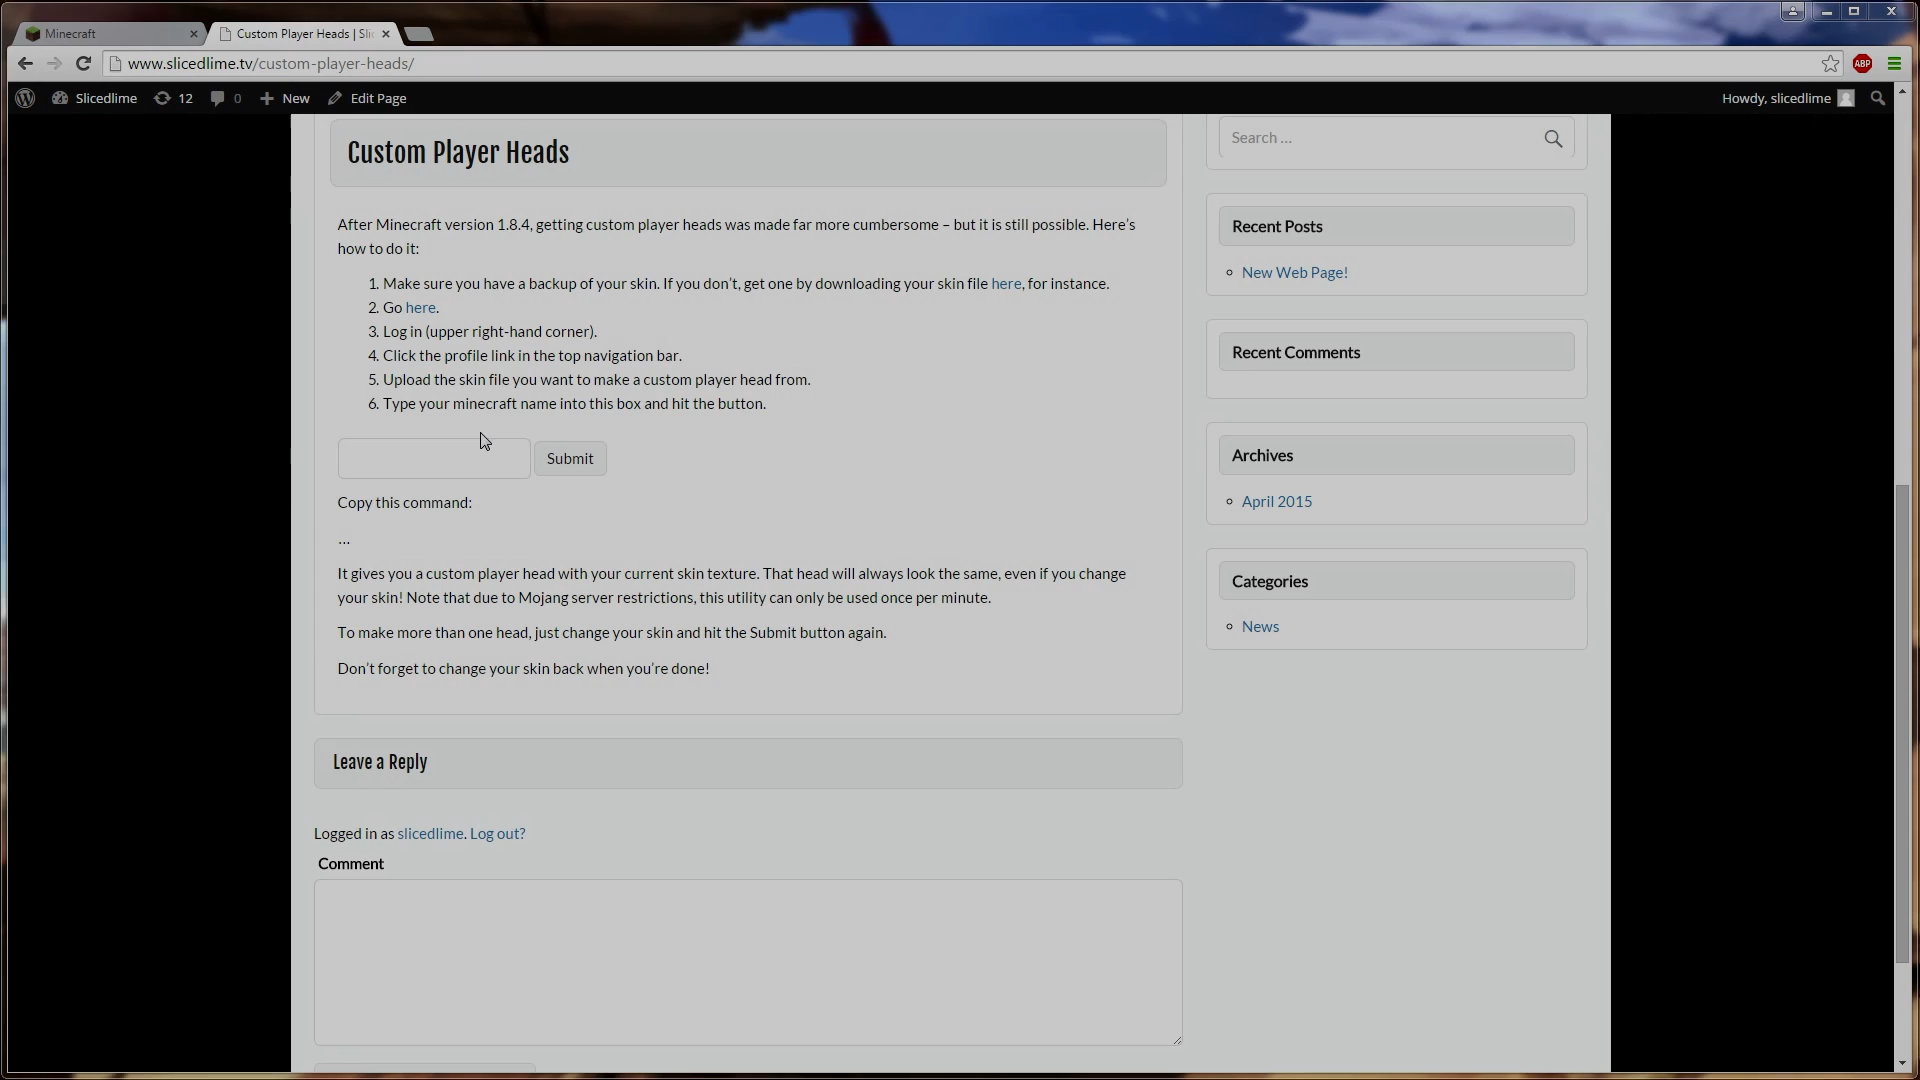 Minecraft
Custom Player Heads | Slic
www.slicedlime.tv/custom-player-heads/
ABP
Slicedlime 12 0 New Edit Page
Howdy, slicedlime
Custom Player Heads
After Minecraft version 1.8.4, getting custom player heads was made far more cumbersome – but it is still possible. Here's
how to do it:
1. Make sure you have a backup of your skin. If you don't, get one by downloading your skin file here, for instance.
2. Go here.
3. Log in (upper right-hand corner).
4. Click the profile link in the top navigation bar.
5. Upload the skin file you want to make a custom player head from.
6. Type your minecraft name into this box and hit the button.
Submit
Copy this command:
...
It gives you a custom player head with your current skin texture. That head will always look the same, even if you change
your skin! Note that due to Mojang server restrictions, this utility can only be used once per minute.
To make more than one head, just change your skin and hit the Submit button again.
Don't forget to change your skin back when you're done!
Leave a Reply
Logged in as slicedlime. Log out?
Comment
Search ...
Recent Posts
New Web Page!
Recent Comments
Archives
April 2015
Categories
News